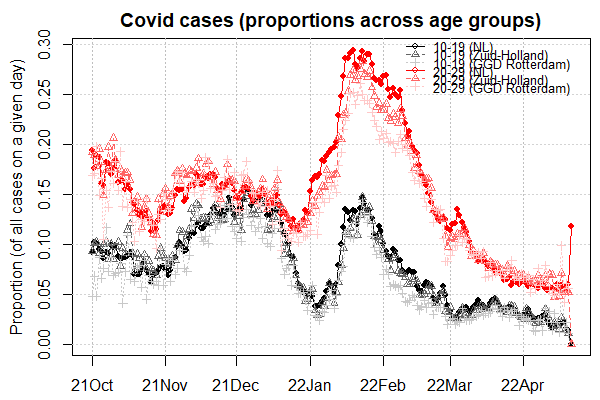 Covid cases (proportions across age groups)
10-19 (NL)
10-19 (Zuid-Holland)
10-19 (GGD Rotterdam)
20-29 (NL)
20-29 (Zuid-Holland)
20-29 (GGD Rotterdam)
Proportion (of all cases on a given day)
0.30
0.25
0.20
0.15
0.10
0.05
0.00
21Oct 21Nov 21Dec 22Jan 22Feb 22Mar 22Apr